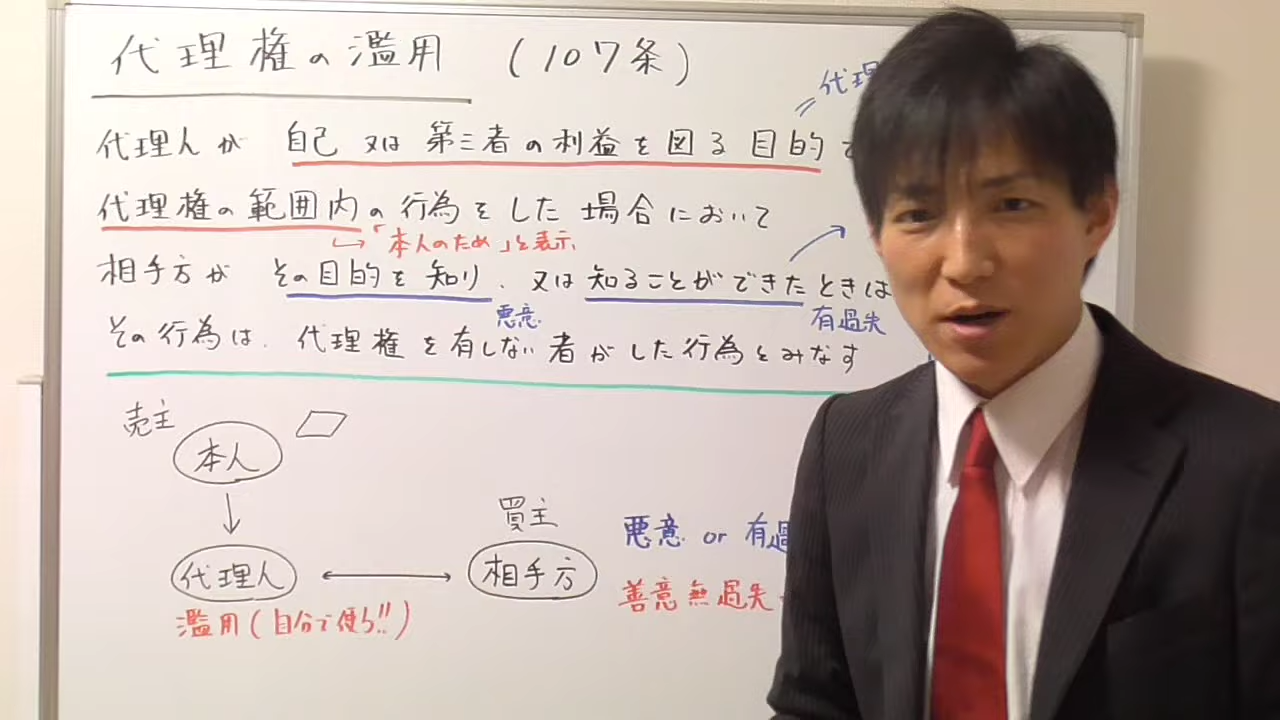 代理権の濫用 (107条)
代理
代理人が 自己 又は 第三者の利益を図る目的で
代理権の範囲内の行為をした場合において
「本人のため」と表示
相手方が その目的を知り、又は知ることができたときは
悪意
有過失
その行為は、代理権を有しない者がした行為とみなす
売主
本人
買主
代理人
相手方
濫用(自分で使う!!)
悪意 or 有過
善意無過失